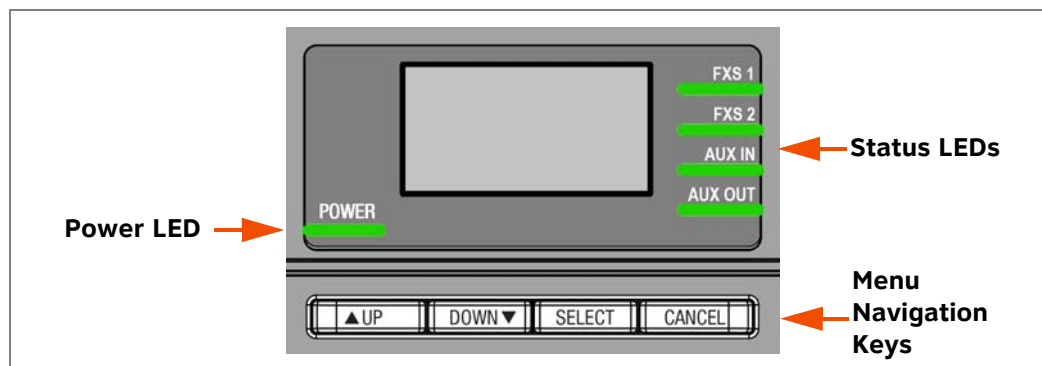 FXS 1
FXS 2
AUX IN
Status LEDs
AUX OUT
POWER
Power LED
▲UP DOWN▼ SELECT CANCEL
Menu
Navigation
Keys